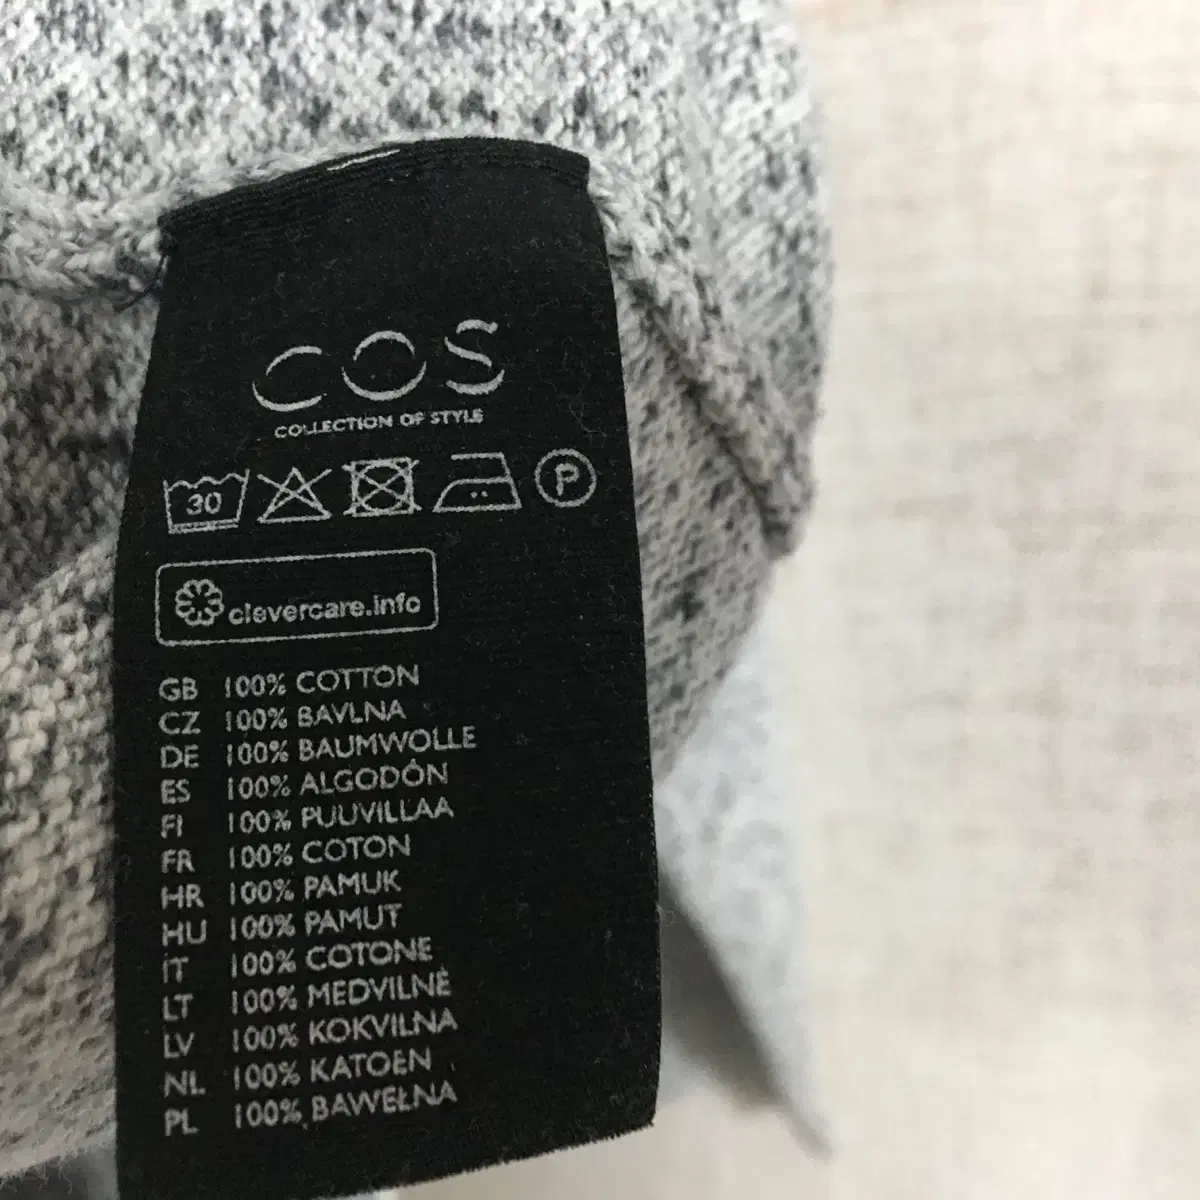 COS
COLLECTION OF STYLE
30 P
clevercare.info
GB 100% COTTON
CZ 100% BAVLNA
DE 100% BAUMWOLLE
ES 100% ALGODÓN
FI 100% PUUVILLAA
FR 100% COTON
HR 100% PAMUK
HU 100% PAMUT
IT 100% COTONE
LT 100% MEDVILNĖ
LV 100% KOKVILNA
NL 100% KATOEN
PL 100% BAWEŁNA